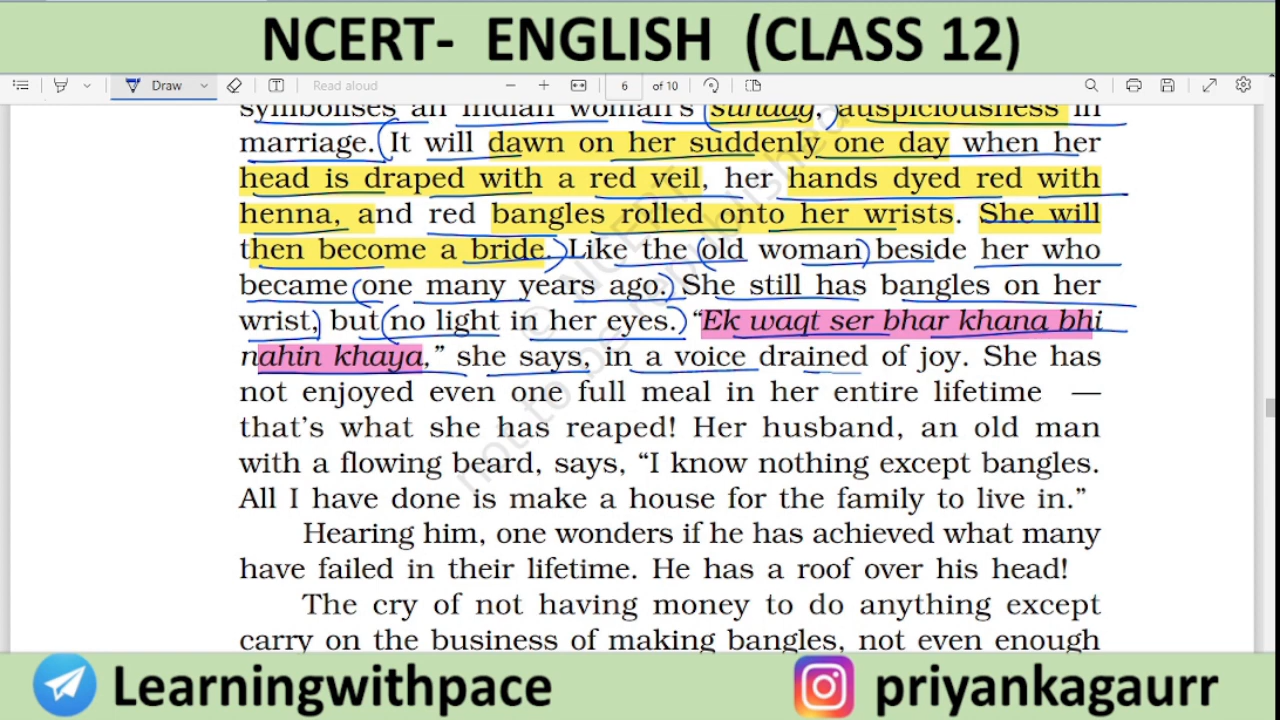 NCERT- ENGLISH (CLASS 12)
Draw
Read aloud
6
of 10
symbolises an Indian woman's suhaag, auspiciousness in
marriage. It will dawn on her suddenly one day when her
head is draped with a red veil, her hands dyed red with
henna, and red bangles rolled onto her wrists. She will
then become a bride. Like the old woman beside her who
became one many years ago. She still has bangles on her
wrist, but no light in her eyes. “Ek waqt ser bhar khana bhi
nahin khaya,” she says, in a voice drained of joy. She has
not enjoyed even one full meal in her entire lifetime —
that's what she has reaped! Her husband, an old man
with a flowing beard, says, “I know nothing except bangles.
All I have done is make a house for the family to live in.”
Hearing him, one wonders if he has achieved what many
have failed in their lifetime. He has a roof over his head!
The cry of not having money to do anything except
carry on the business of making bangles, not even enough
© NCERT
not to be republished
Learningwithpace
priyankagaurr